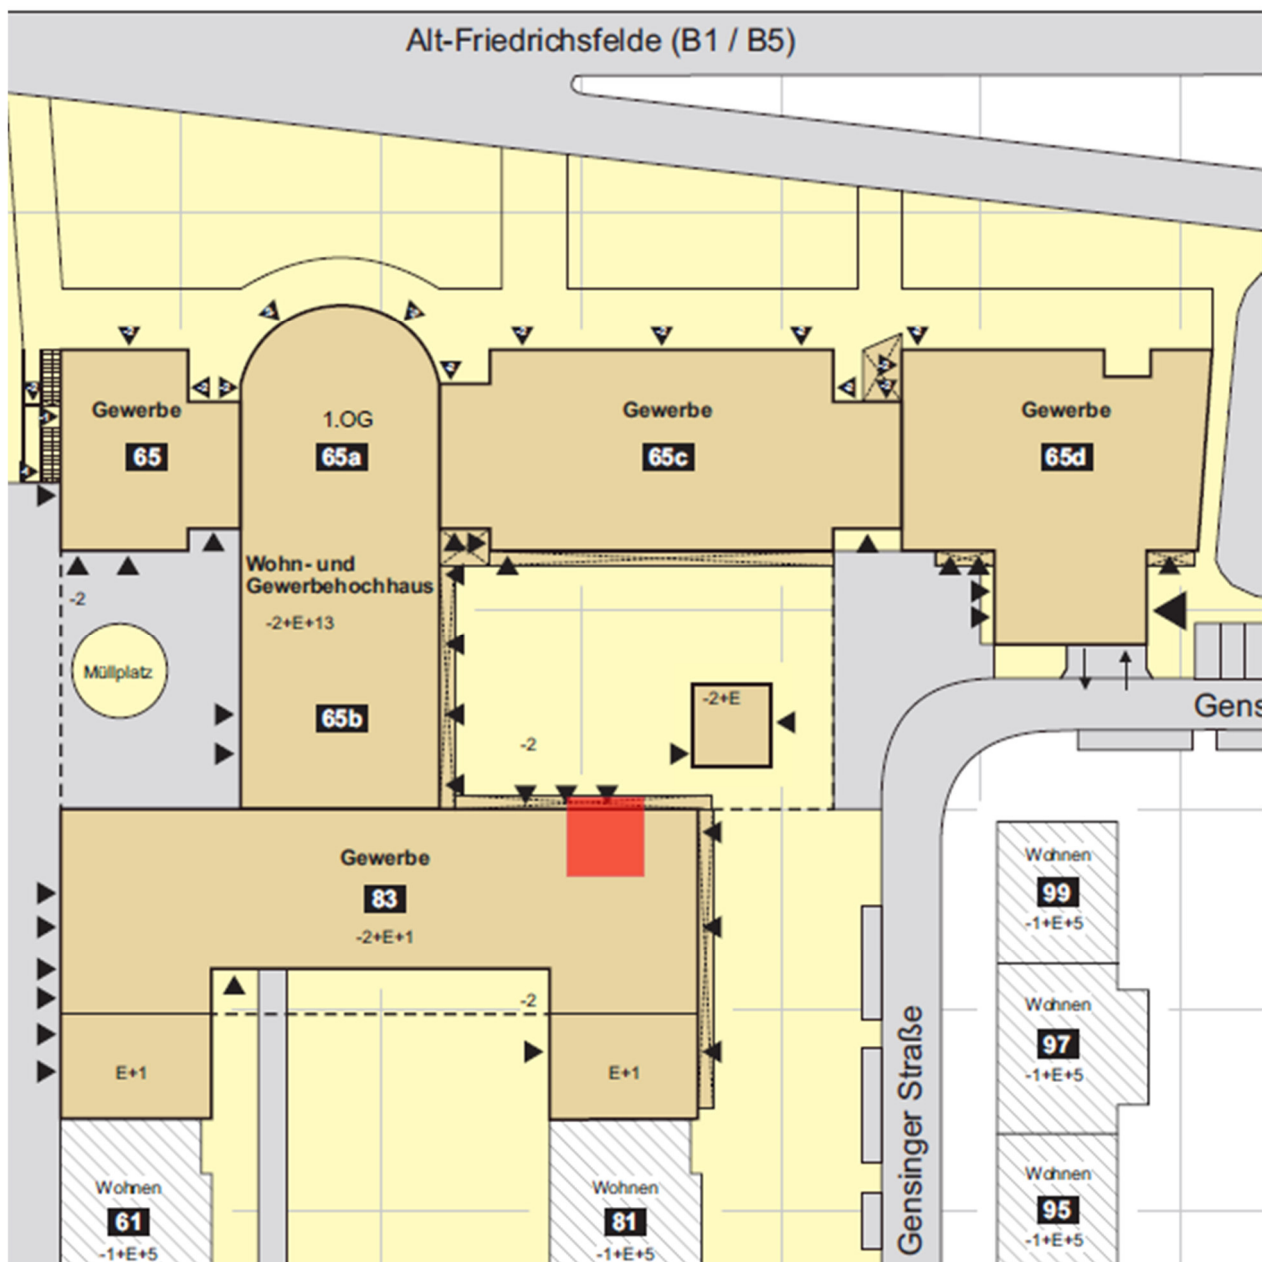 Alt-Friedrichsfelde (B1 / B5)
Gewerbe
65
1.OG
65a
Gewerbe
65c
Gewerbe
65d
Wohn- und
Gewerbehochhaus
-2+E+13
-2
Müllplatz
65b
-2
-2+E
Gens
Gewerbe
83
-2+E+1
-2
E+1
E+1
Wohnen
99
-1+E+5
Wohnen
97
-1+E+5
Wohnen
95
-1+E+5
Gensinger Straße
Wohnen
61
-1+E+5
Wohnen
81
-1+E+5